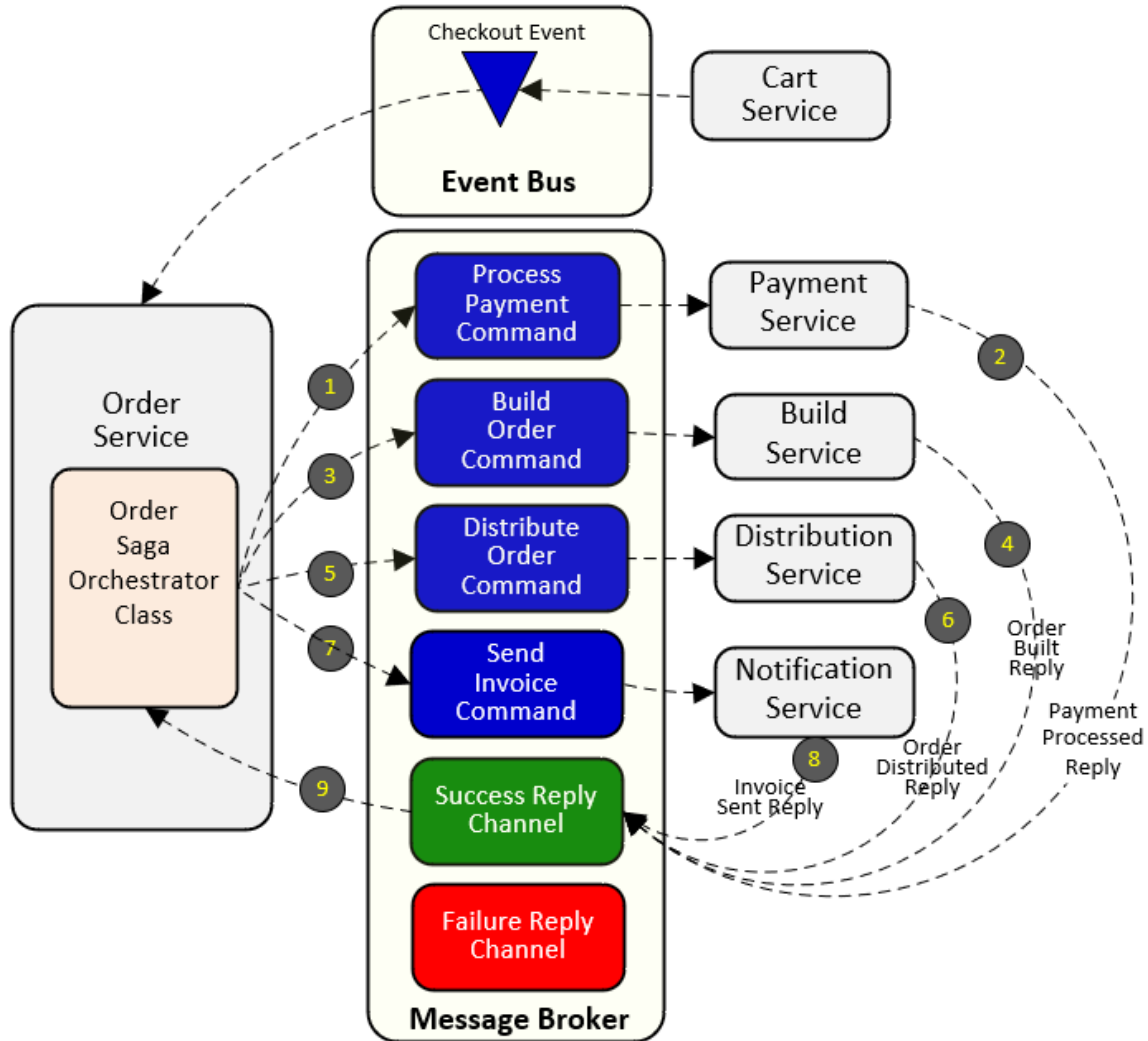 Checkout Event
Cart
Service
Event Bus
Process
Payment
Command
Payment
Service
2
1
Order
Service
Build
Order
Command
Build
Service
3
4
Order
Saga
Orchestrator
Class
Distribute
Order
Command
Distribution
Service
5
6
Order
Built
Reply
7
Send
Invoice
Command
Notification
Service
Payment
Processed
Reply
8
Order
Distributed
Reply
Invoice
Sent Reply
9
Success Reply
Channel
Failure Reply
Channel
Message Broker